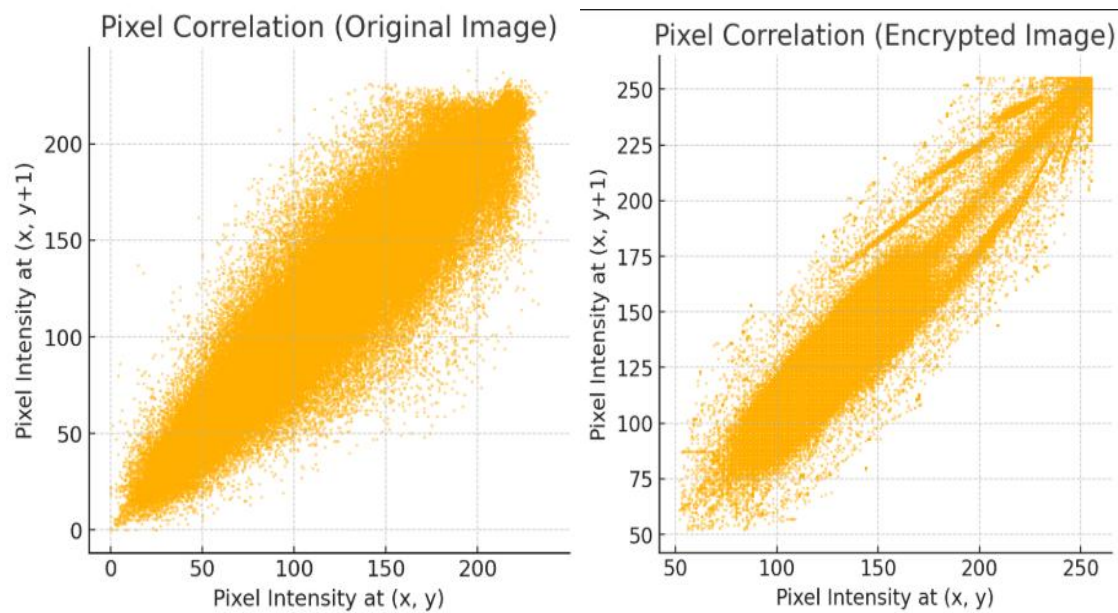 Pixel Correlation (Original Image)
200
150
100
50
0
Pixel Intensity at (x, y+1)
0 50 100 150 200
Pixel Intensity at (x, y)
Pixel Correlation (Encrypted Image)
250
225
200
175
150
125
100
75
50
Pixel Intensity at (x, y+1)
50 100 150 200 250
Pixel Intensity at (x, y)